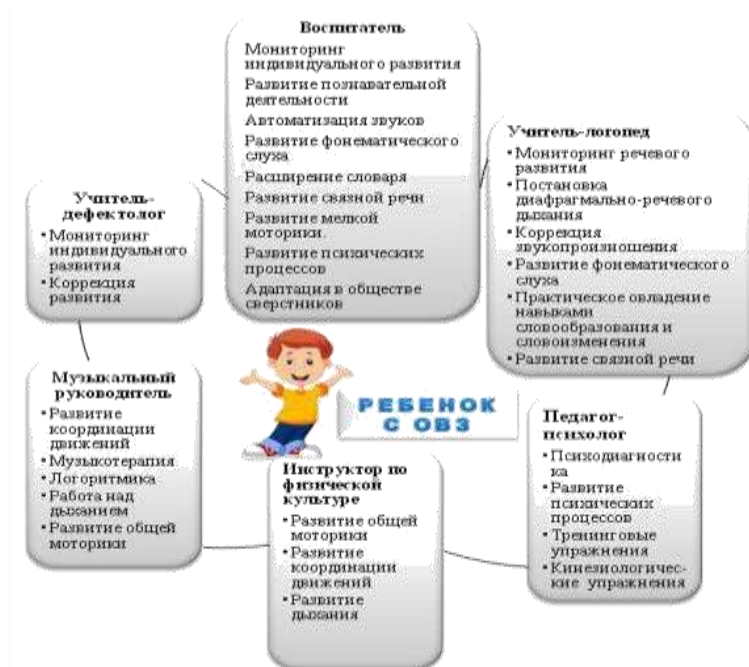 Воспитатель
Мониторинг
индивидуального развития
Развитие познавательной
деятельности
Автоматизация звуков
Развитие фонематического
слуха
Расширение словаря
Развитие связной речи
Развитие мелкой
моторики.
Развитие психических
процессов
Адаптация в обществе
сверстников
Учитель-логопед
•Мониторинг речевого
развития
•Постановка
диафрагмально-речевого
дыхания
•Коррекция
звукопроизношения
•Развитие фонематического
слуха
•Практическое овладение
навыками
словообразования и
словоизменения
•Развитие связной речи
Педагог-
психолог
•Психодиагности
ка
•Развитие
психических
процессов
•Тренинговые
упражнения
•Кинезиологичес-
кие упражнения
Инструктор по
физической
культуре
•Развитие общей
моторики
•Развитие
координации
движений
•Развитие
дыхания
Музыкальный
руководитель
•Развитие
координации
движений
•Музыкотерапия
•Логоритмика
•Работа над
дыханием
•Развитие общей
моторики
Учитель-
дефектолог
•Мониторинг
индивидуального
развития
•Коррекция
развития
РЕБЕНОК
С ОВЗ